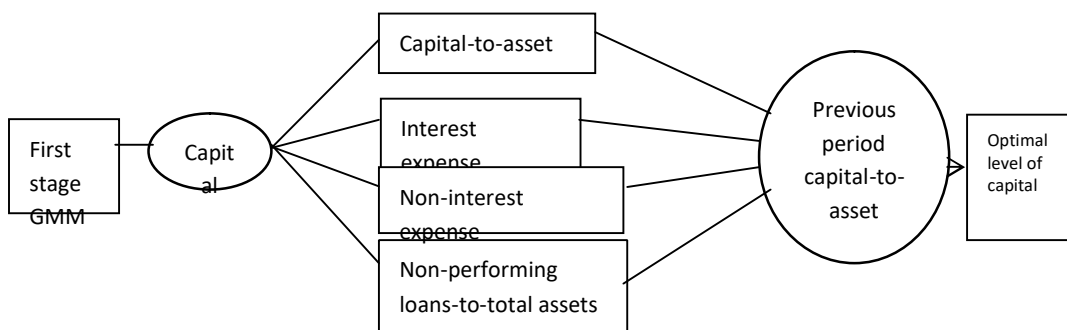 First
stage
GMM
Capit
al
Capital-to-asset
Interest
expense
Non-interest
expense
Non-performing
loans-to-total assets
Previous
period
capital-to-
asset
Optimal
level of
capital